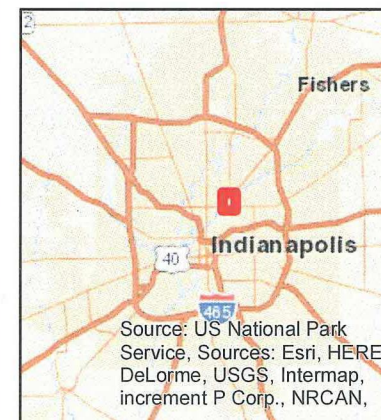 2
Fishers
Indianapolis
40
465
Source: US National Park
Service, Sources: Esri, HERE
DeLorme, USGS, Intermap,
increment P Corp., NRCAN,